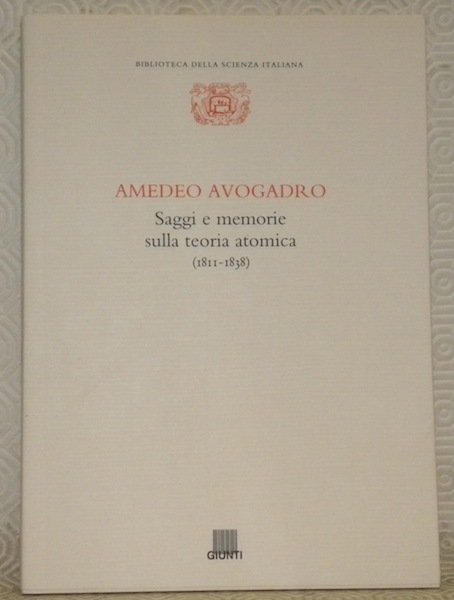 BIBLIOTECA DELLA SCIENZA ITALIANA
AMEDEO AVOGADRO
Saggi e memorie
sulla teoria atomica
(1811-1838)
GIUNTI